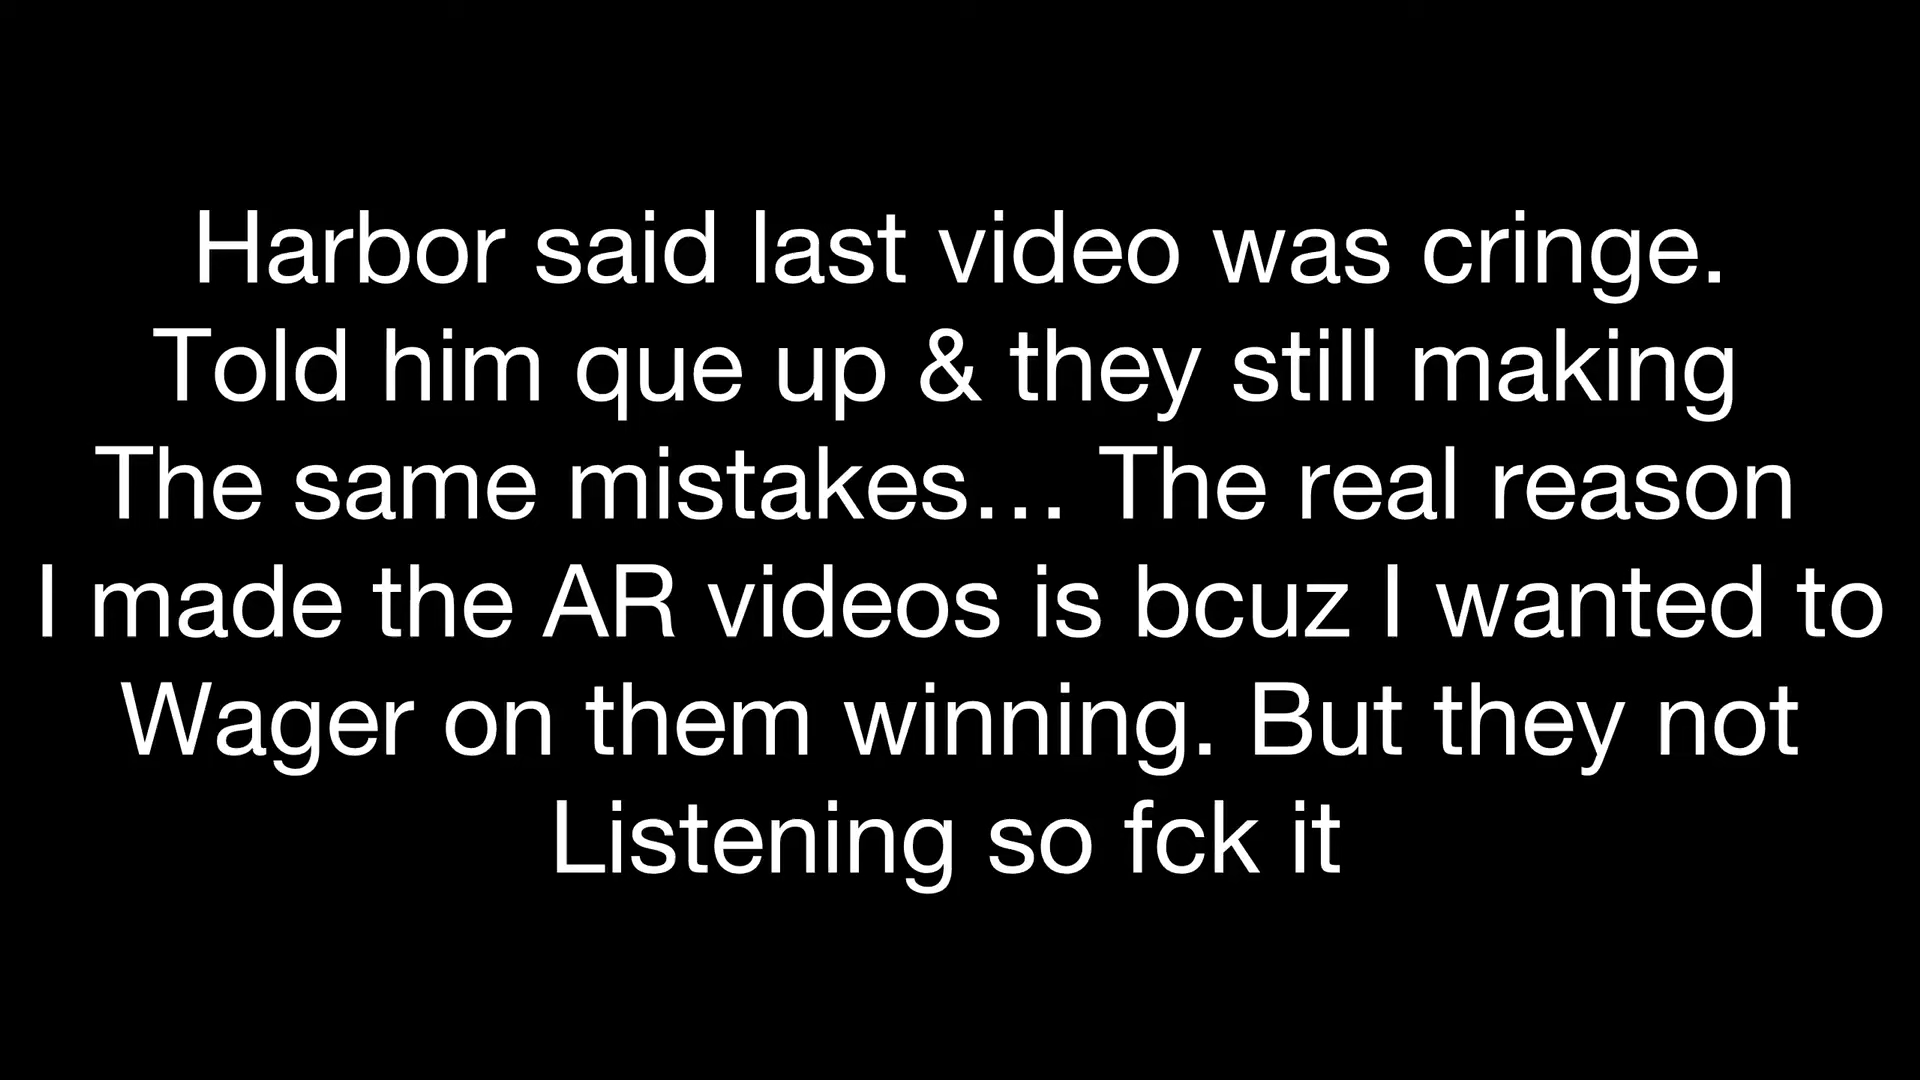 Harbor said last video was cringe.
Told him que up & they still making
The same mistakes... The real reason
I made the AR videos is bcuz I wanted to
Wager on them winning. But they not
Listening so fck it